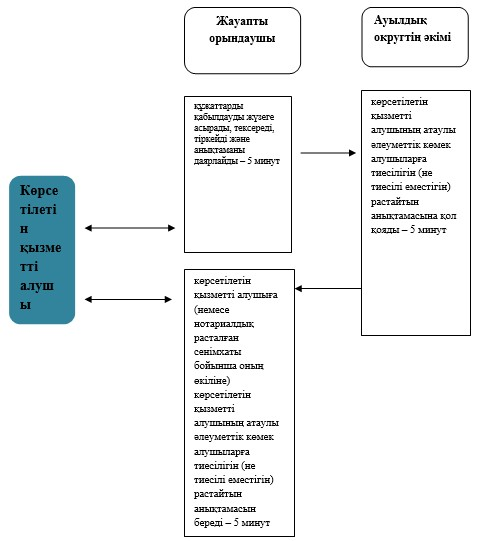 Жауапты
орындаушы
Ауылдық
округтің әкімі
құжаттарды
қабылдауды жүзеге
асырады, тексереді,
тіркейді және
анықтаманы
даярлайды – 5 минут
көрсетілетін
қызметті
алушының атаулы
әлеуметтік көмек
алушыларға
тиесілігін (не
тиесілі еместігін)
растайтын
анықтамасына қол
қояды – 5 минут
Көрсе
тілеті
н
қызме
тті
алуш
ы
көрсетілетін
қызметті алушыға
(немесе
нотариалдық
расталған
сенімхаты
бойынша оның
өкіліне)
көрсетілетін
қызметті
алушының атаулы
әлеуметтік көмек
алушыларға
тиесілігін (не
тиесілі еместігін)
растайтын
анықтамасын
береді – 5 минут